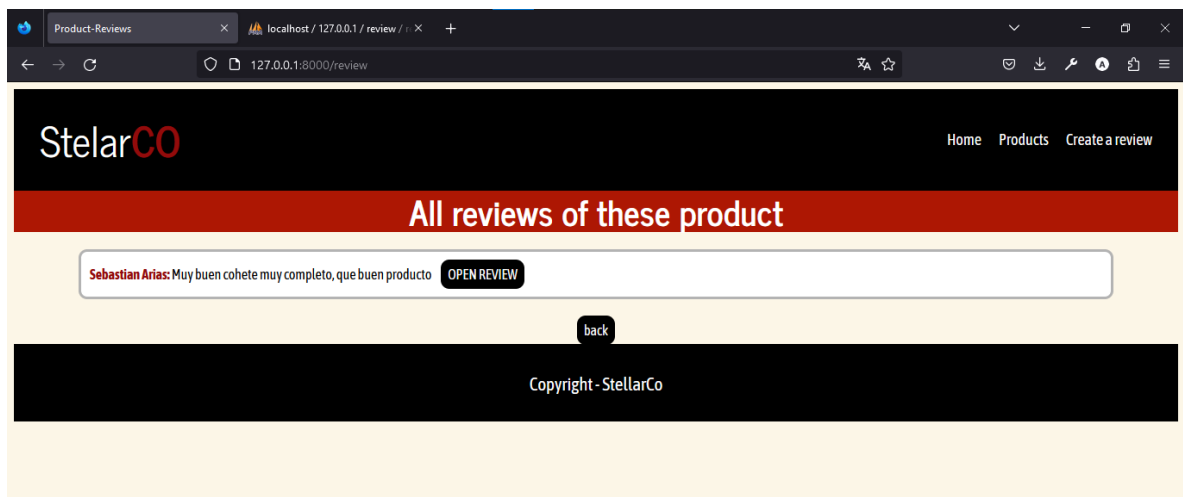 Product-Reviews
localhost / 127.0.0.1 / review /
127.0.0.1:8000/review
StelarCO
Home Products Create a review
All reviews of these product
Sebastian Arias: Muy buen cohete muy completo, que buen producto OPEN REVIEW
back
Copyright - StellarCo